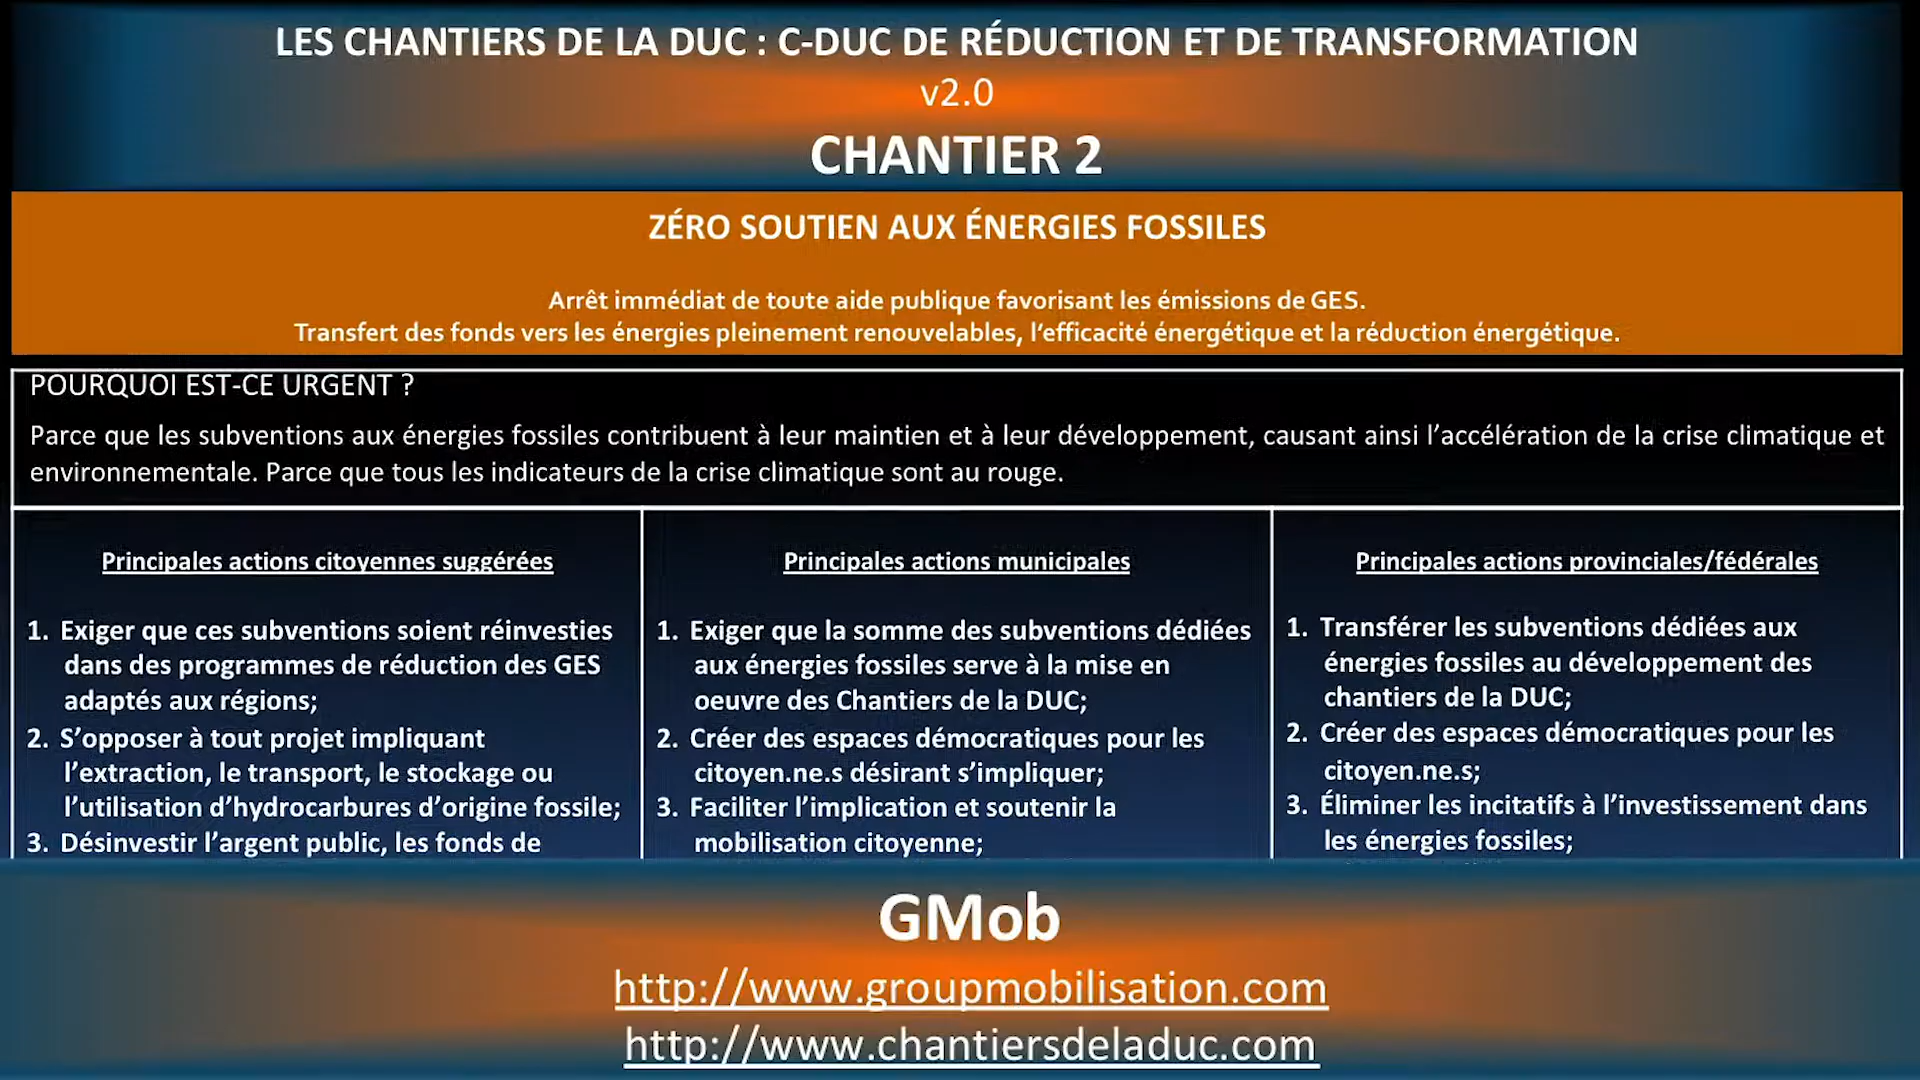 LES CHANTIERS DE LA DUC : C-DUC DE RÉDUCTION ET DE TRANSFORMATION
v2.0
CHANTIER 2
ZÉRO SOUTIEN AUX ÉNERGIES FOSSILES
Arrêt immédiat de toute aide publique favorisant les émissions de GES.
Transfert des fonds vers les énergies pleinement renouvelables, l’efficacité énergétique et la réduction énergétique.
POURQUOI EST-CE URGENT ?
Parce que les subventions aux énergies fossiles contribuent à leur maintien et à leur développement, causant ainsi l’accélération de la crise climatique et
environnementale. Parce que tous les indicateurs de la crise climatique sont au rouge.
Principales actions citoyennes suggérées
1. Exiger que ces subventions soient réinvesties
dans des programmes de réduction des GES
adaptés aux régions;
2. S’opposer à tout projet impliquant
l’extraction, le transport, le stockage ou
l’utilisation d’hydrocarbures d’origine fossile;
3. Désinvestir l’argent public, les fonds de
Principales actions municipales
1. Exiger que la somme des subventions dédiées
aux énergies fossiles serve à la mise en
oeuvre des Chantiers de la DUC;
2. Créer des espaces démocratiques pour les
citoyen.ne.s désirant s’impliquer;
3. Faciliter l’implication et soutenir la
mobilisation citoyenne;
Principales actions provinciales/fédérales
1. Transférer les subventions dédiées aux
énergies fossiles au développement des
chantiers de la DUC;
2. Créer des espaces démocratiques pour les
citoyen.ne.s;
3. Éliminer les incitatifs à l’investissement dans
les énergies fossiles;
GMob
http://www.groupmobilisation.com
http://www.chantiersdeladuc.com